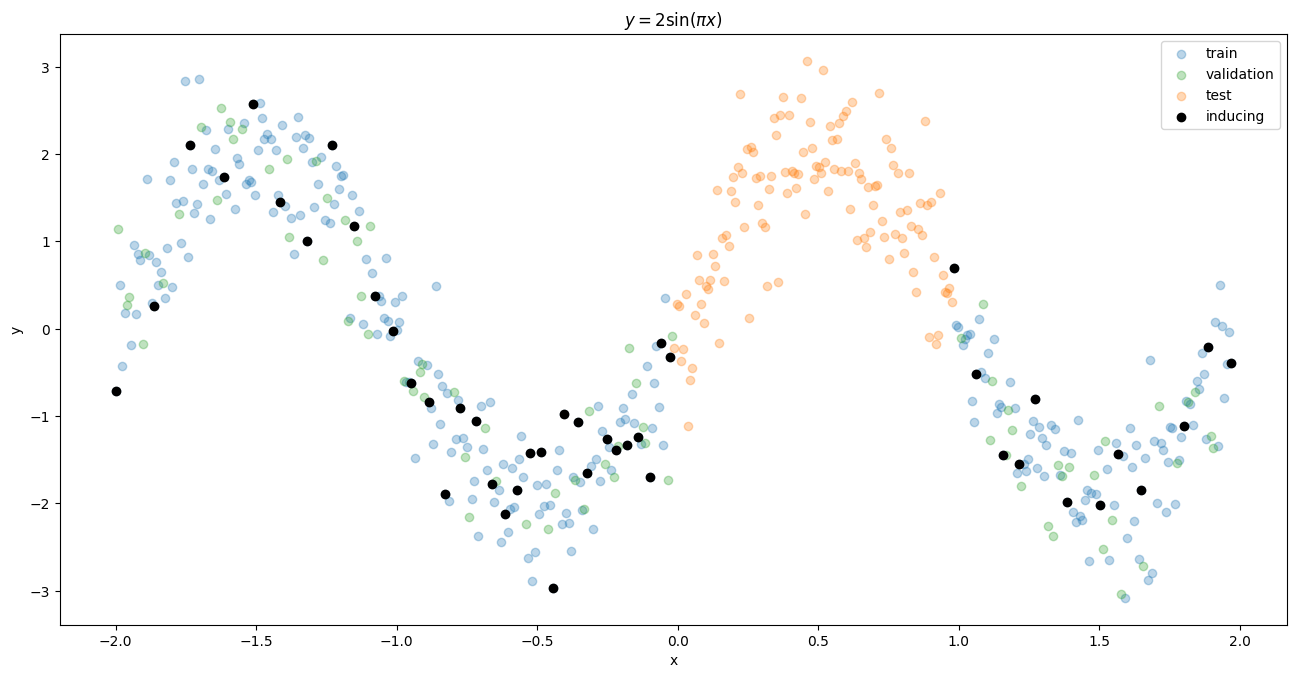 y = 2sin(πx)
train
validation
test
inducing
3
2
1
0
−1
−2
−3
y
−2.0 −1.5 −1.0 −0.5 0.0 0.5 1.0 1.5 2.0
x